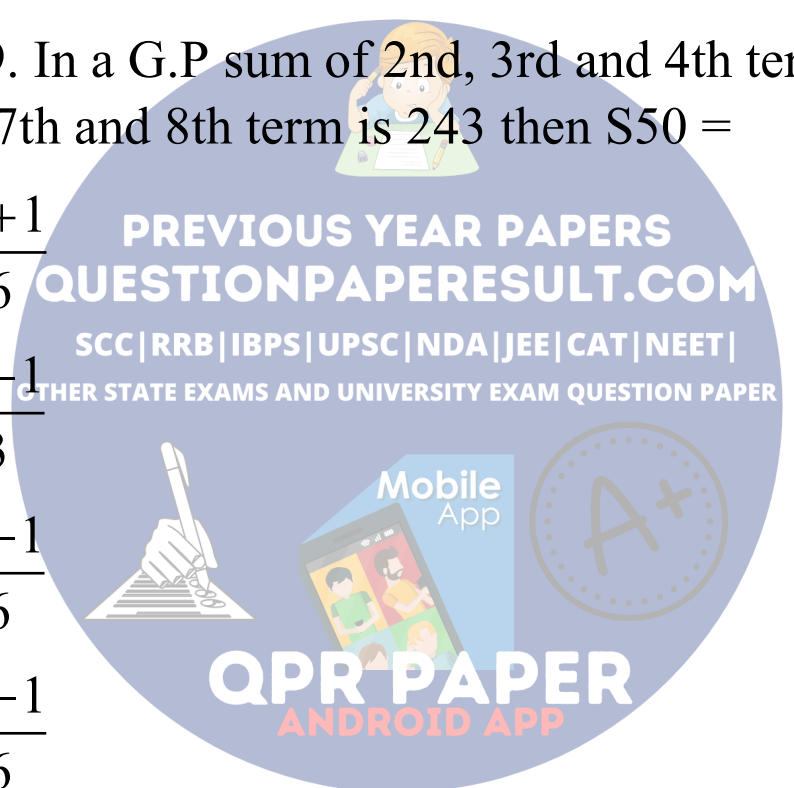 . In a G.P sum of 2nd, 3rd and 4th
7th and 8th term is 243 then S50 =
+1
6
-1
3
-1
6
-1
6
PREVIOUS YEAR PAPERS
QUESTIONPAPERESULT.COM
SCC|RRB|IBPS|UPSC|NDA|JEE|CAT|NEET|
OTHER STATE EXAMS AND UNIVERSITY EXAM QUESTION PAPER
Mobile
App
A+
QPR PAPER
ANDROID APP